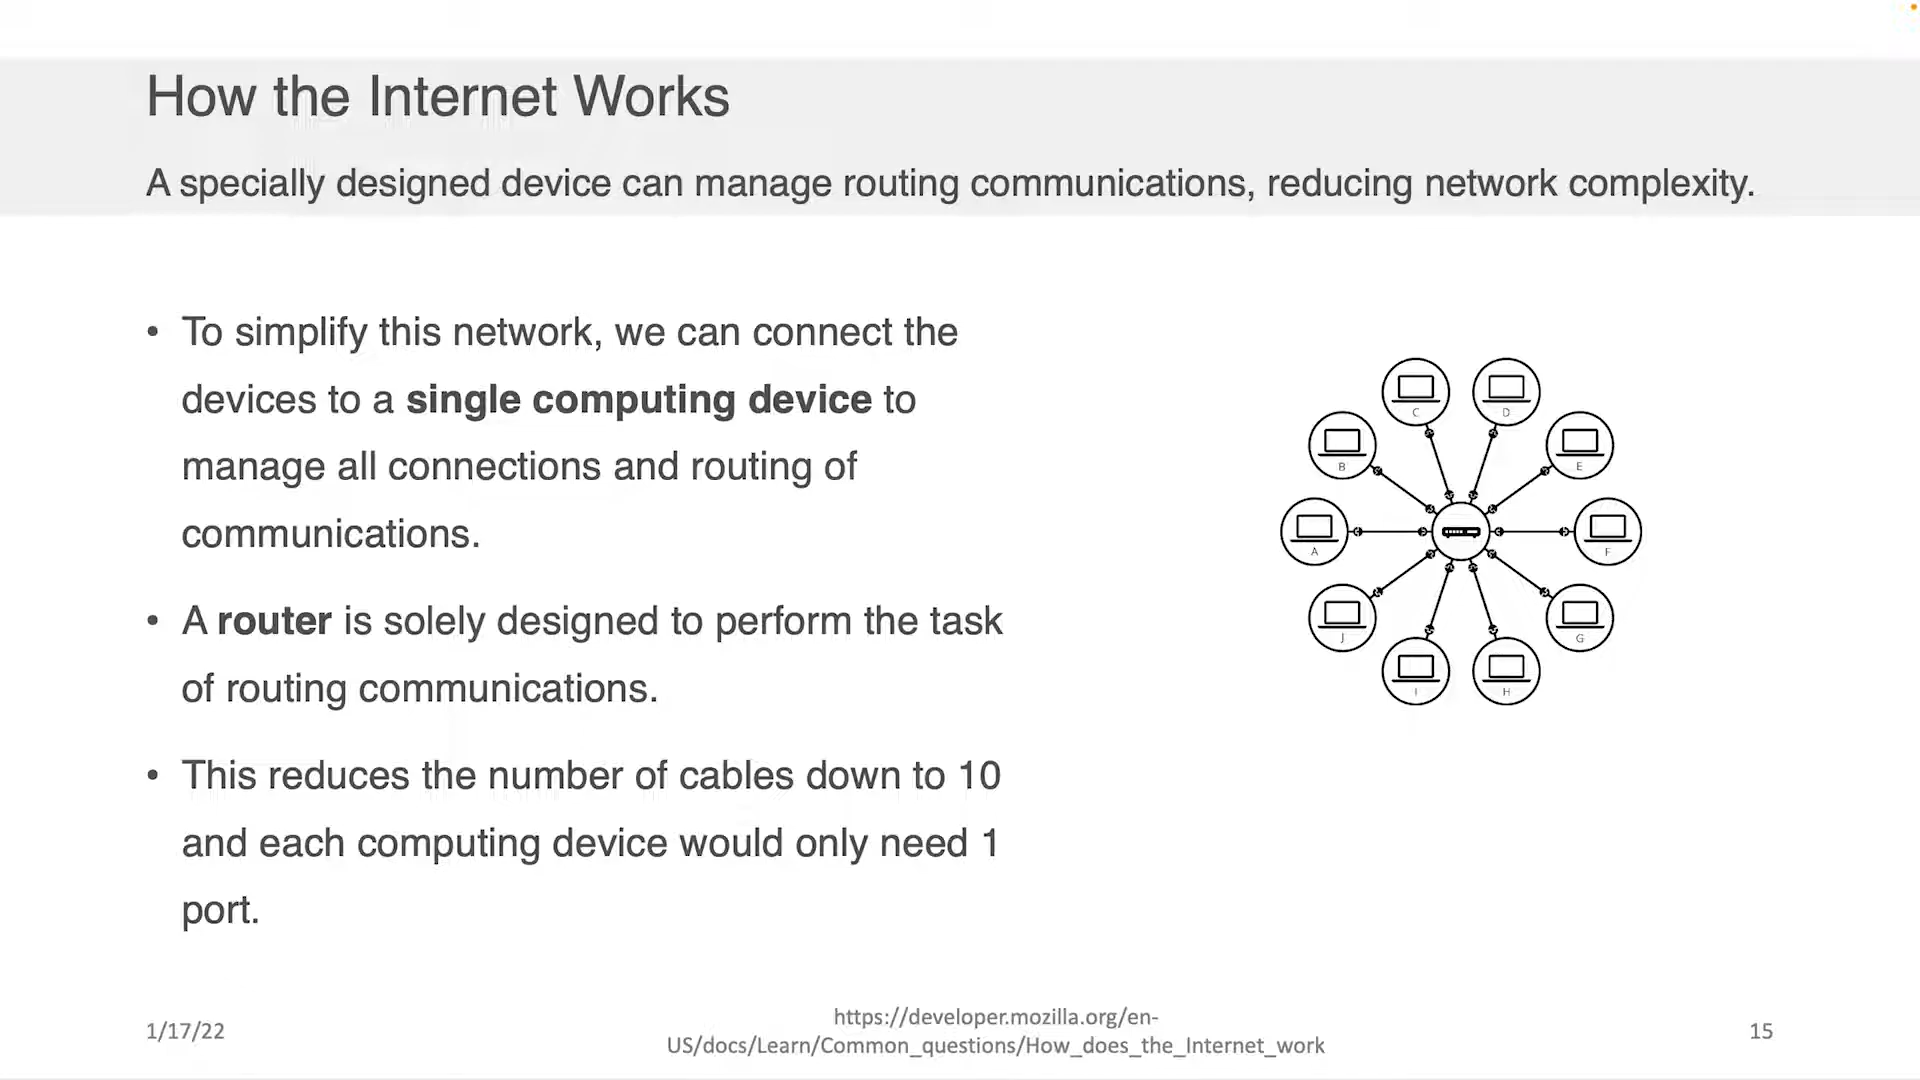 How the Internet Works
A specially designed device can manage routing communications, reducing network complexity.
• To simplify this network, we can connect the
devices to a single computing device to
manage all connections and routing of
communications.
• A router is solely designed to perform the task
of routing communications.
• This reduces the number of cables down to 10
and each computing device would only need 1
port.
C
D
B
E
A
F
J
G
I
H
1/17/22
https://developer.mozilla.org/en-
US/docs/Learn/Common_questions/How_does_the_Internet_work
15